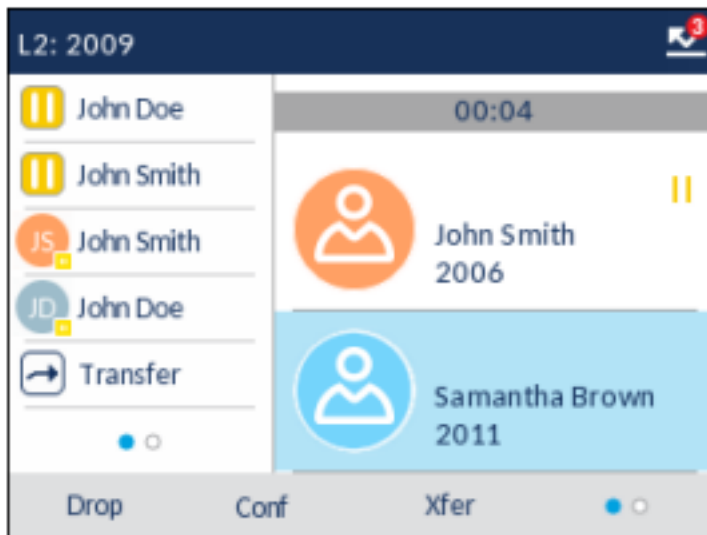 L2: 2009
3
John Doe
John Smith
JS John Smith
JD John Doe
Transfer
00:04
John Smith
2006
Samantha Brown
2011
Drop Conf Xfer